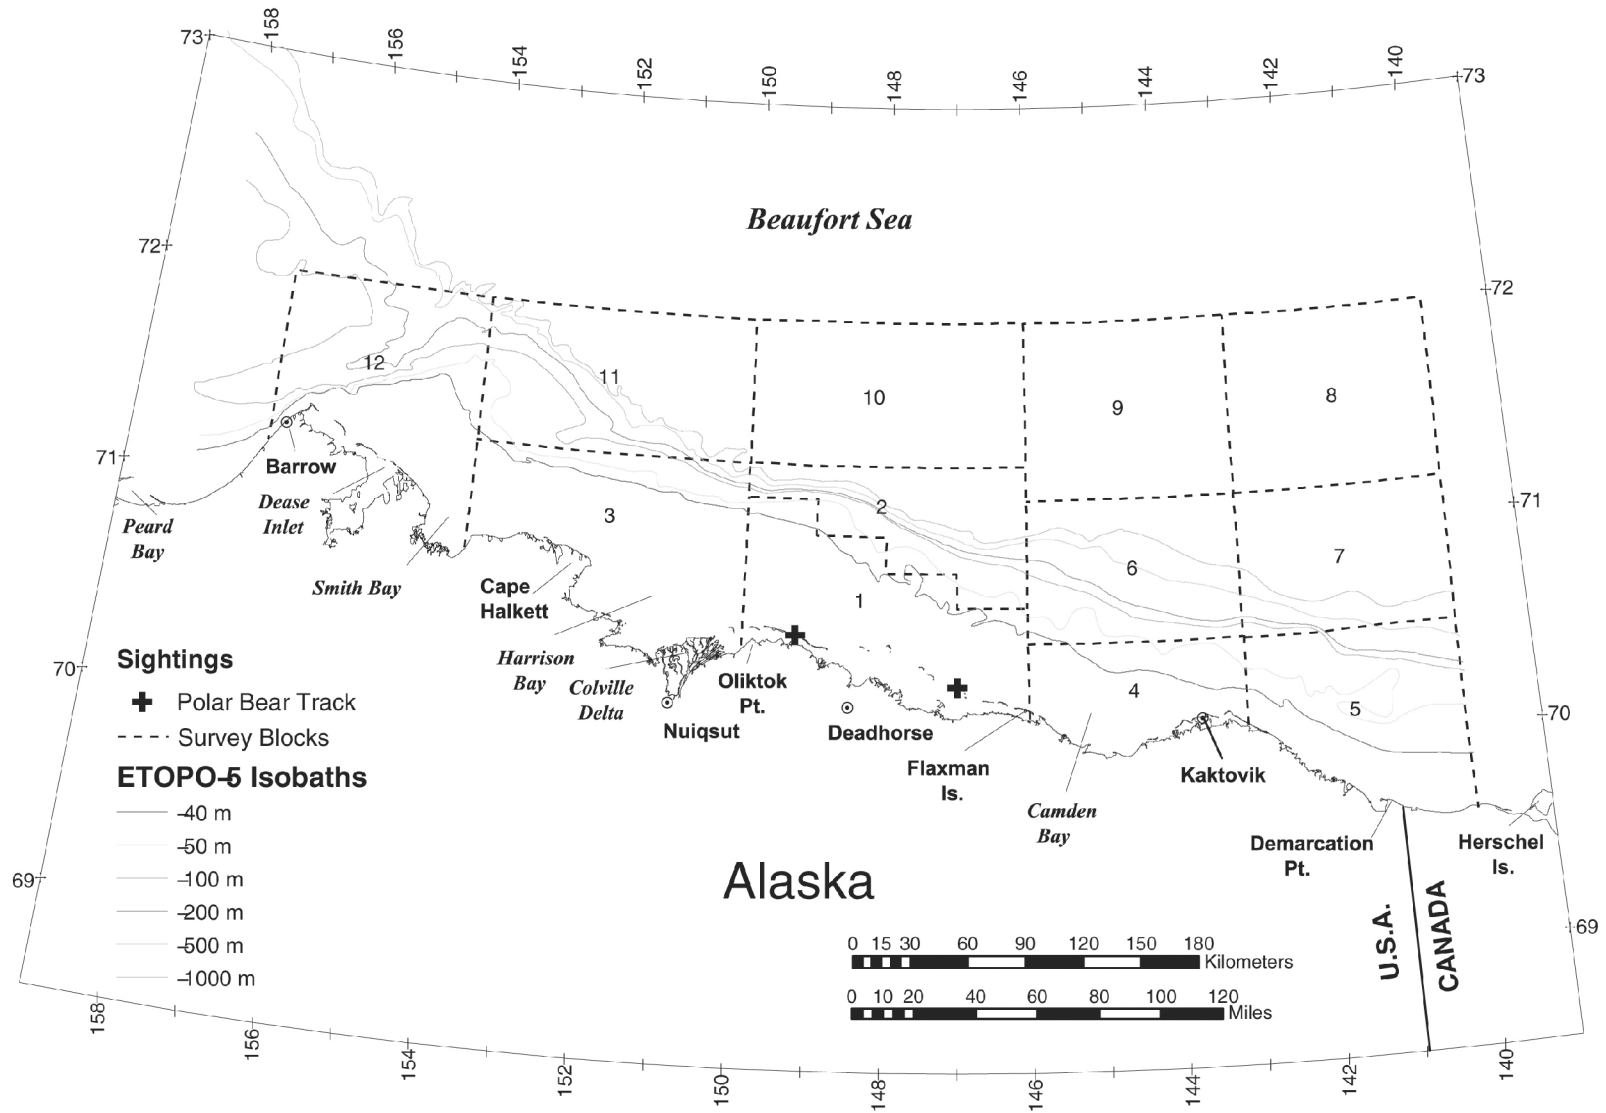 158
156
154
152
150
148
146
144
142
140
73
73
Beaufort Sea
72
72
12
11
10
9
8
71
71
Barrow
Dease
Inlet
Peard
Bay
Smith Bay
3
2
1
6
7
4
5
Cape
Halkett
Harrison
Bay
Colville
Delta
Nuiqsut
Oliktok
Pt.
Deadhorse
Flaxman
Is.
Camden
Bay
Kaktovik
Demarcation
Pt.
Herschel
Is.
70
70
Sightings
Polar Bear Track
Survey Blocks
ETOPO-5 Isobaths
-40 m
-50 m
-100 m
-200 m
-500 m
-1000 m
Alaska
U.S.A.
CANADA
69
69
0 15 30 60 90 120 150 180
Kilometers
0 10 20 40 60 80 100 120
Miles
158
156
154
152
150
148
146
144
142
140